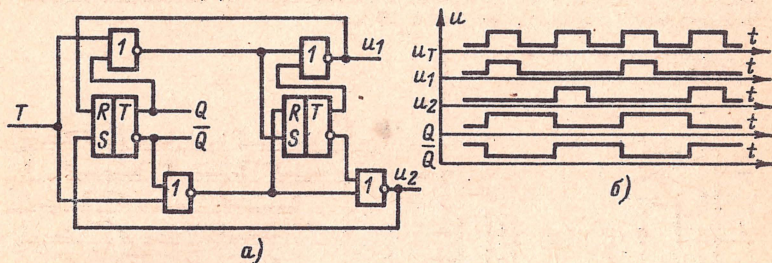 T
1
1
u1
R T Q
S Q̅
R T
S
1
1
u2
а)
u
uT t
u1 t
u2 t
Q t
Q̅ t
б)